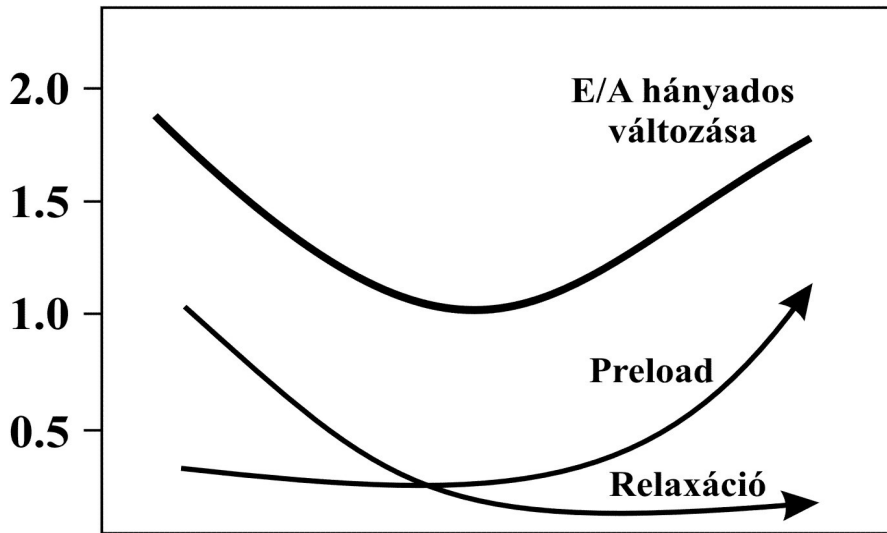 2.0
E/A hányados
változása
1.5
1.0
Preload
0.5
Relaxáció